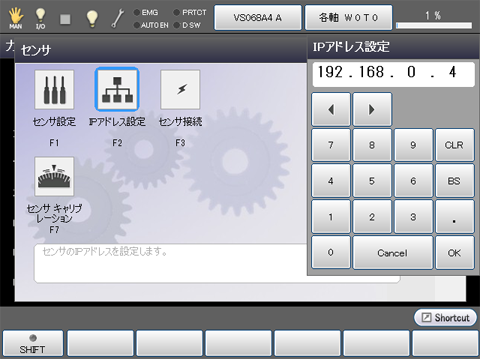 MAN
I/O
EMG
PRTCT
AUTO EN
D SW
VS068A4 A
各軸 W0T0
1 %
センサ
IPアドレス設定
192 . 168 . 0 . 4
センサ設定
F1
IPアドレス設定
F2
センサ接続
F3
センサ キャリブ
レーション
F7
センサのIPアドレスを設定します。
7
8
9
CLR
4
5
6
BS
1
2
3
.
0
Cancel
OK
Shortcut
SHIFT